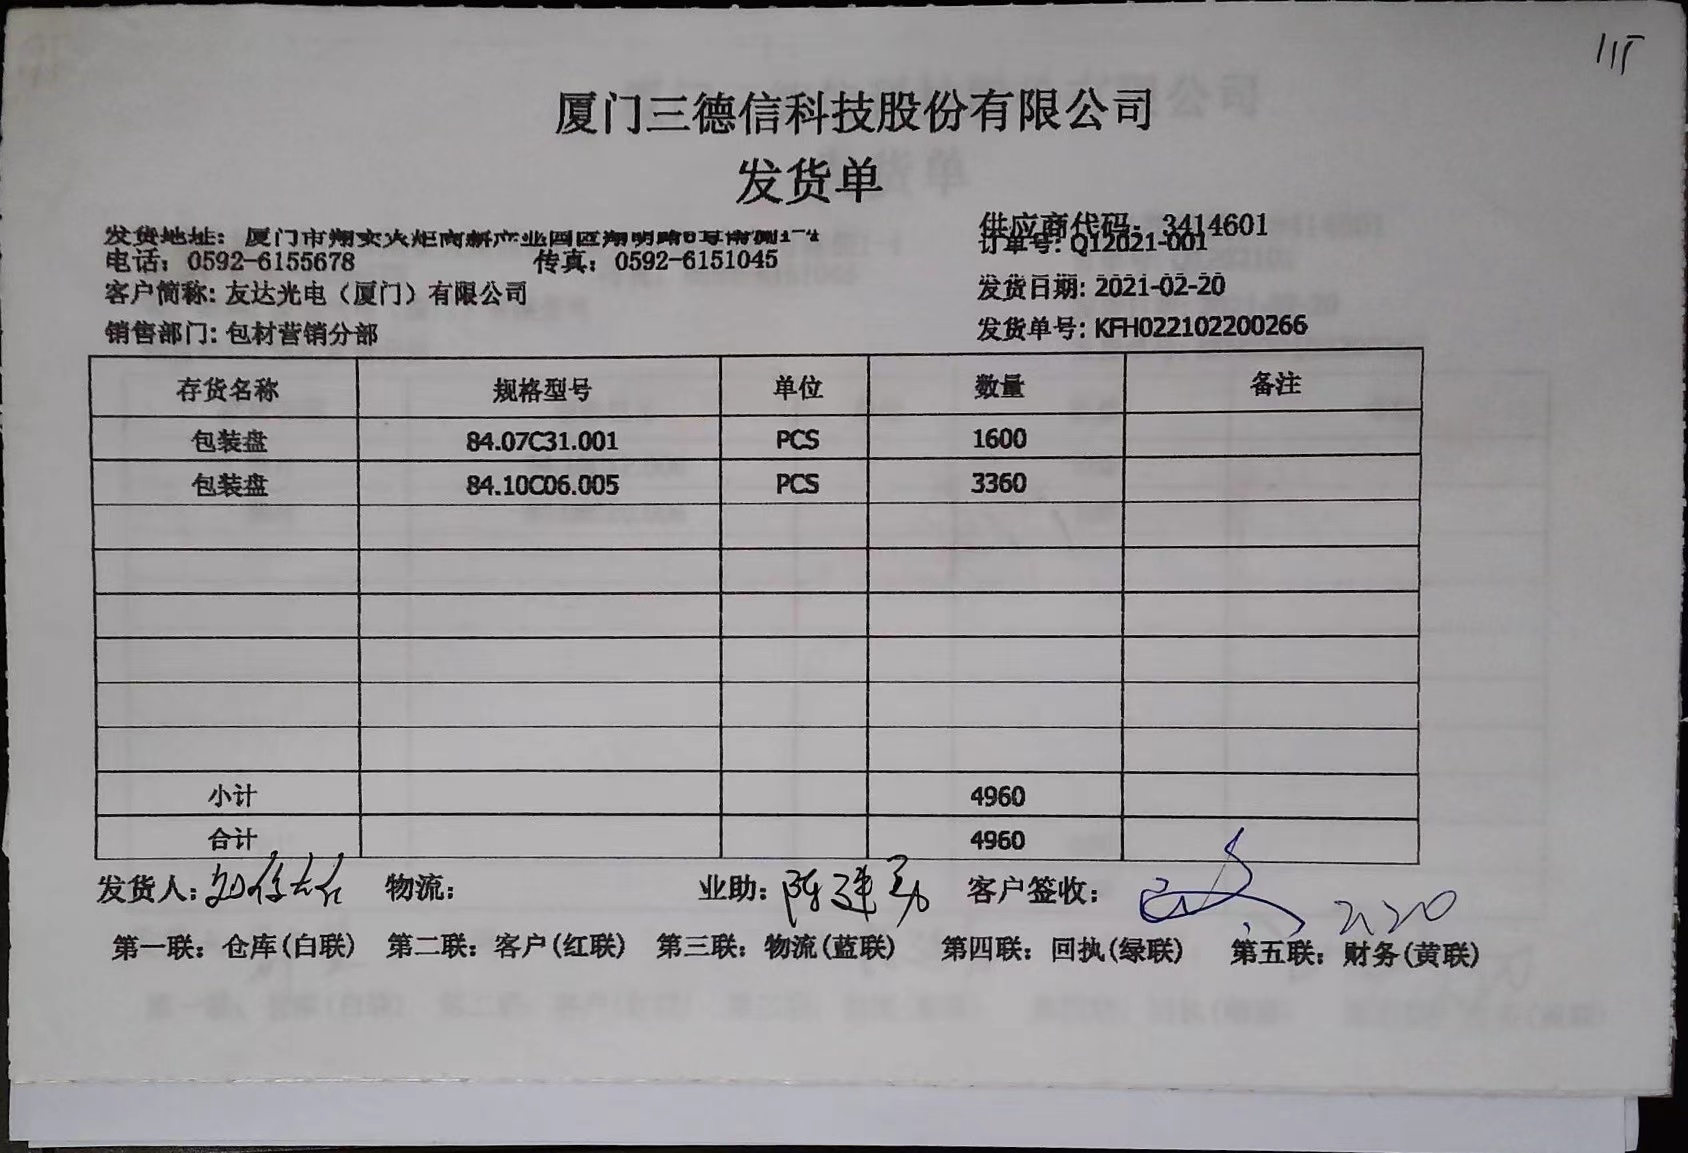 115
厦门三德信科技股份有限公司
发货单
发货地址：厦门市翔安火炬高新产业园区翔明路6号南侧1-4
供应商代码：3414601
订单号: Q12021-001
电话：0592-6155678 传真：0592-6151045
客户简称: 友达光电（厦门）有限公司 发货日期: 2021-02-20
销售部门: 包材营销分部 发货单号: KFH022102200266
存货名称 规格型号 单位 数量 备注
包装盘 84.07C31.001 PCS 1600
包装盘 84.10C06.005 PCS 3360
小计 4960
合计 4960
发货人: 物流: 业助: 陈建勇 客户签收: 2.20
第一联：仓库(白联) 第二联：客户(红联) 第三联：物流(蓝联) 第四联：回执(绿联) 第五联：财务(黄联)